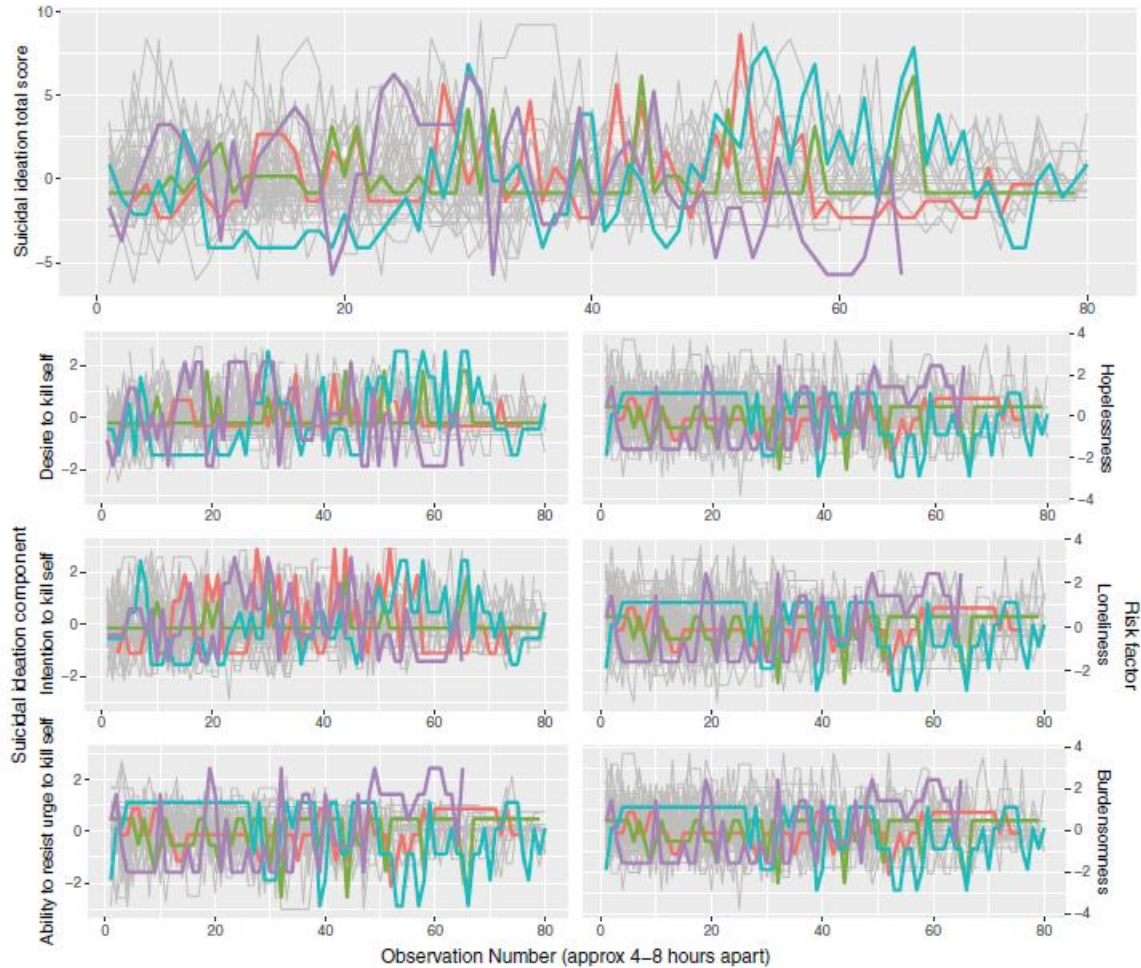 Suicidal ideation total score
10
5
0
−5
0 20 40 60 80
Desire to kill self
2
0
−2
0 20 40 60 80
Hopelessness
4
2
0
−2
−4
0 20 40 60 80
Suicidal ideation component
Intention to kill self
2
0
−2
0 20 40 60 80
Loneliness
4
2
0
−2
0 20 40 60 80
Risk factor
Ability to resist urge to kill self
2
0
−2
0 20 40 60 80
Burdensomness
4
2
0
−2
−4
0 20 40 60 80
Observation Number (approx 4−8 hours apart)